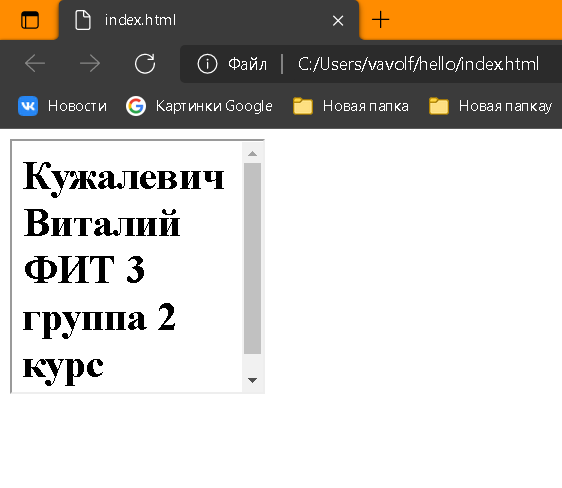 index.html
Файл C:/Users/vavolf/hello/index.html
Новости Картинки Google Новая папка Новая папкау
Кужалевич
Виталий
ФИТ 3
группа 2
курс